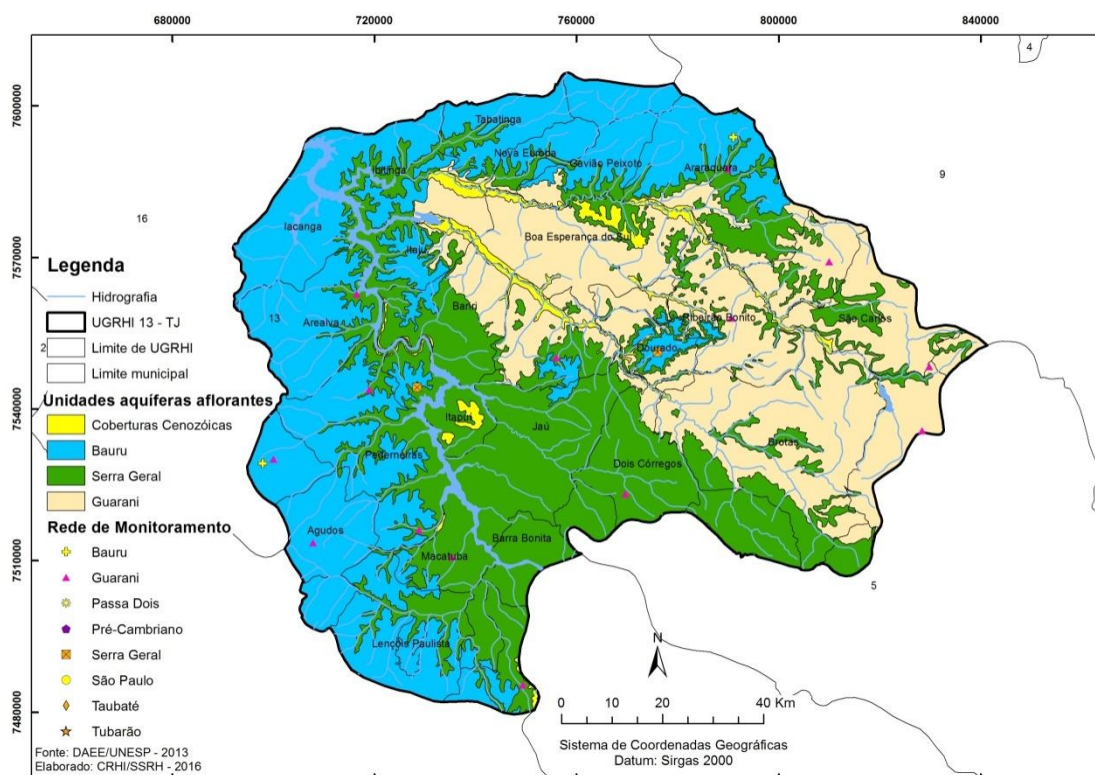 680000
720000
760000
800000
840000
4
7600000
Tabatinga
Nova Europa
Gavião Peixoto
Araraquara
Ibitinga
9
16
Iacanga
Boa Esperança do Sul
Itaju
7570000
Legenda
Hidrografia
UGRHI 13 - TJ
Limite de UGRHI
Limite municipal
Unidades aquíferas aflorantes
Coberturas Cenozóicas
Bauru
Serra Geral
Guarani
Rede de Monitoramento
Bauru
Guarani
Passa Dois
Pré-Cambriano
Serra Geral
São Paulo
Taubaté
Tubarão
Fonte: DAEE/UNESP - 2013
Elaborado: CRHI/SSRH - 2016
13
Bariri
Ribeirão Bonito
São Carlos
Arealva
2
Dourado
7540000
Itapuí
Jaú
Brotas
Pederneiras
Dois Córregos
Agudos
Barra Bonita
7510000
Macatuba
5
Lençóis Paulista
N
7480000
0 10 20 40 Km
Sistema de Coordenadas Geográficas
Datum: Sirgas 2000